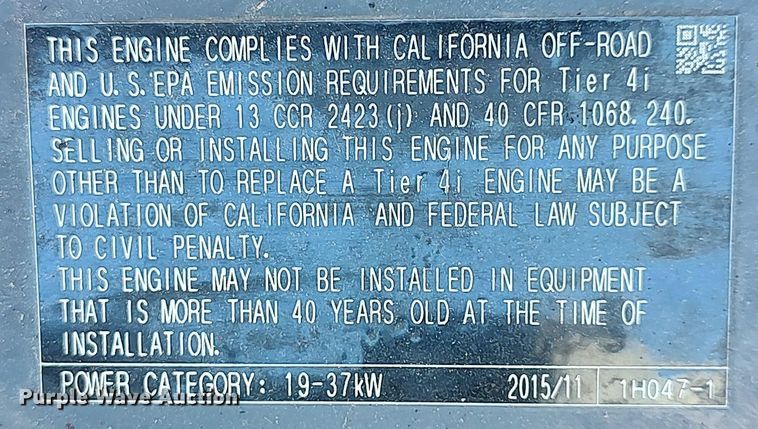 THIS ENGINE COMPLIES WITH CALIFORNIA OFF-ROAD
AND U.S.EPA EMISSION REQUIREMENTS FOR Tier 4i
ENGINES UNDER 13 CCR 2423(j) AND 40 CFR 1068.240.
SELLING OR INSTALLING THIS ENGINE FOR ANY PURPOSE
OTHER THAN TO REPLACE A Tier 4i ENGINE MAY BE A
VIOLATION OF CALIFORNIA AND FEDERAL LAW SUBJECT
TO CIVIL PENALTY.
THIS ENGINE MAY NOT BE INSTALLED IN EQUIPMENT
THAT IS MORE THAN 40 YEARS OLD AT THE TIME OF
INSTALLATION.
POWER CATEGORY: 19-37kW 2015/11 1H047-1
Purple Wave Auction